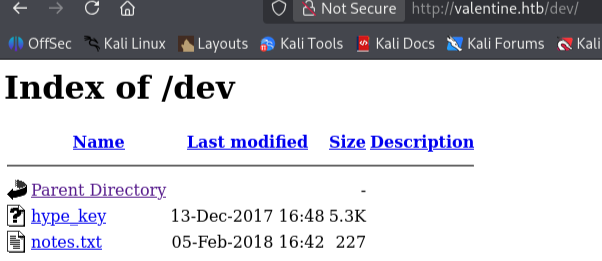 Not Secure http://valentine.htb/dev/
OffSec Kali Linux Layouts Kali Tools Kali Docs Kali Forums Ka
Index of /dev
Name Last modified Size Description
Parent Directory -
hype_key 13-Dec-2017 16:48 5.3K
notes.txt 05-Feb-2018 16:42 227